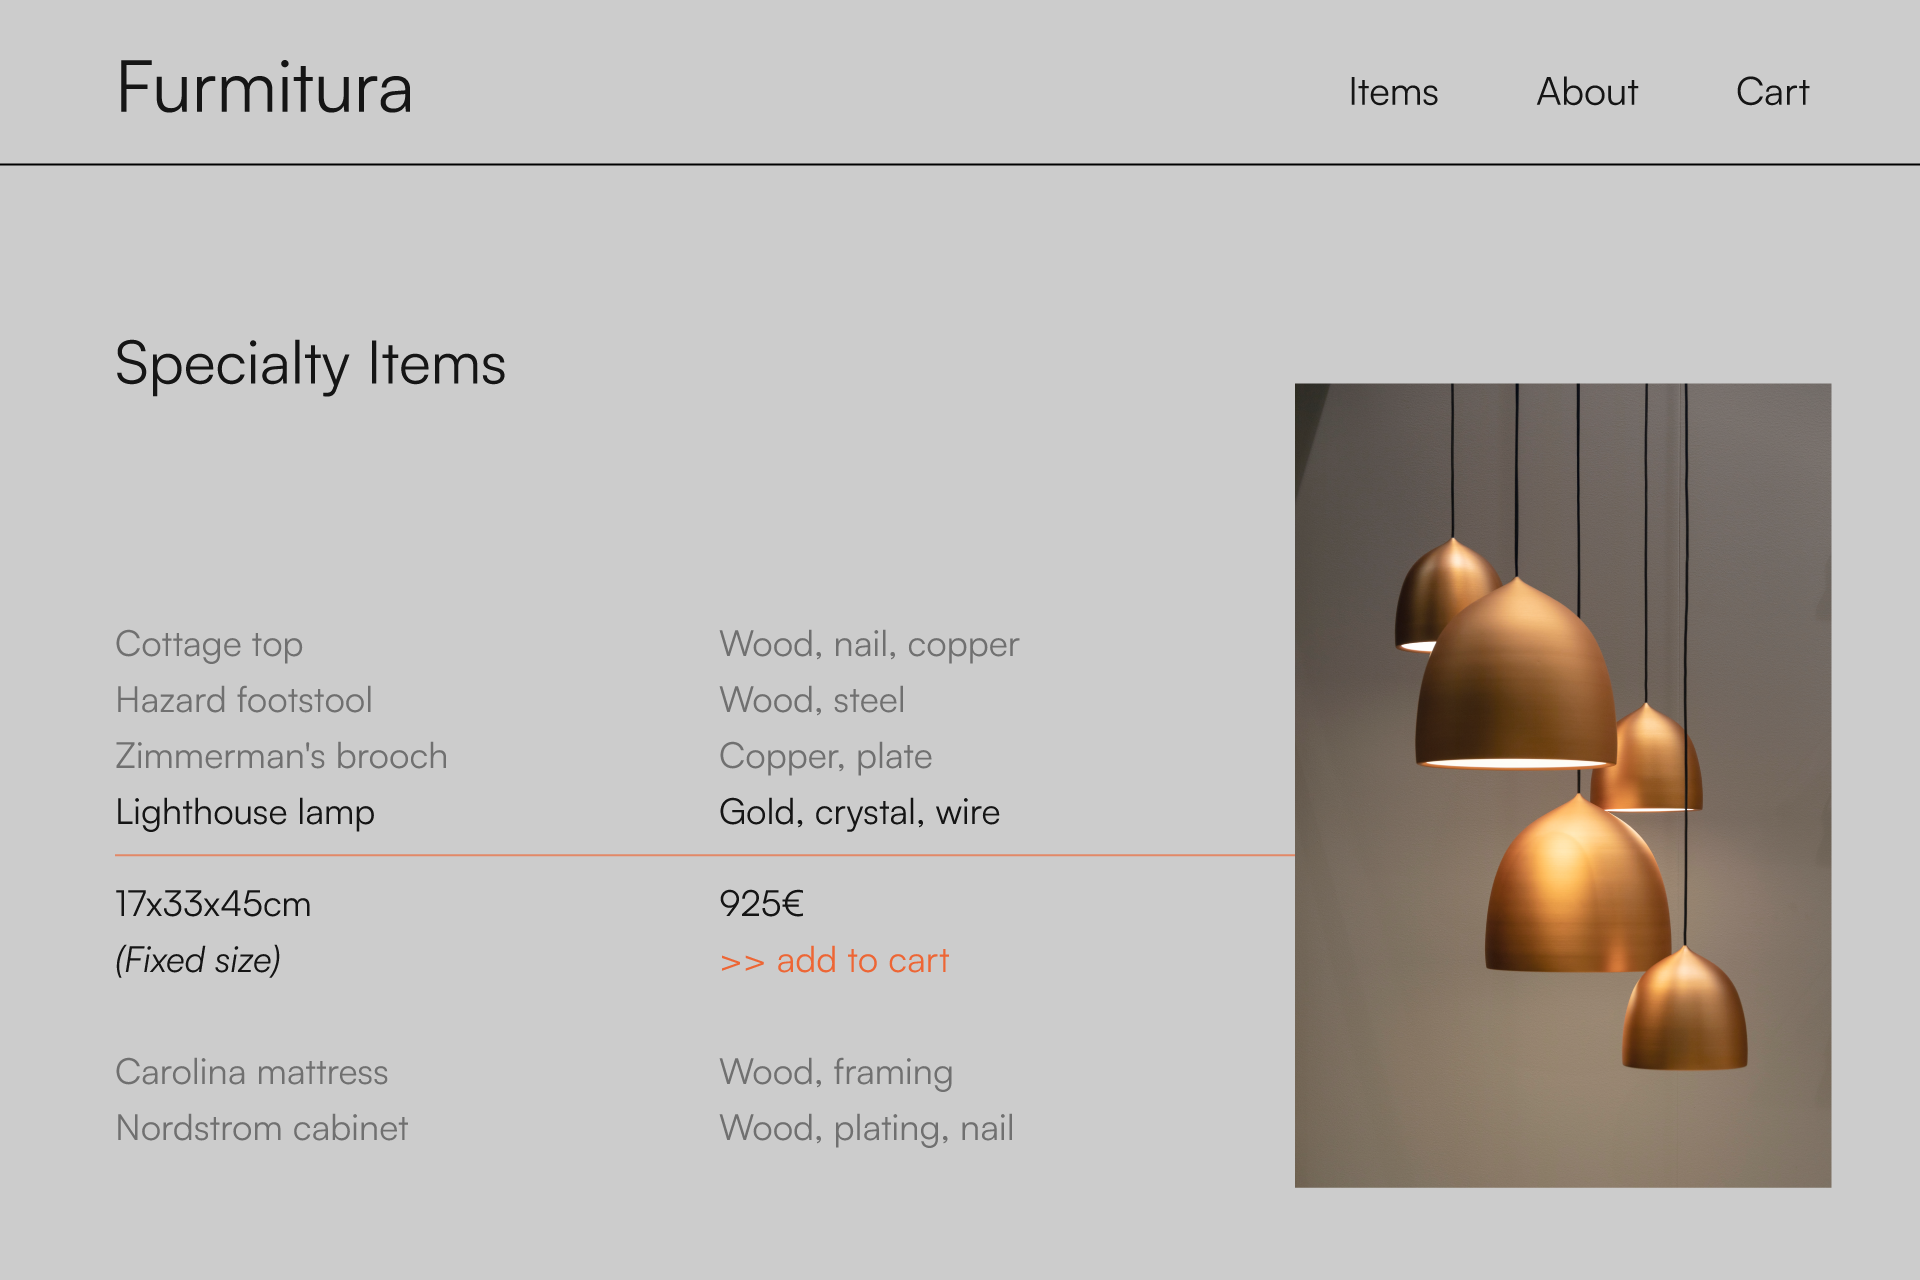 Furmitura
Items About Cart
Specialty Items
Cottage top Wood, nail, copper
Hazard footstool Wood, steel
Zimmerman's brooch Copper, plate
Lighthouse lamp Gold, crystal, wire
17x33x45cm 925€
(Fixed size) >> add to cart
Carolina mattress Wood, framing
Nordstrom cabinet Wood, plating, nail